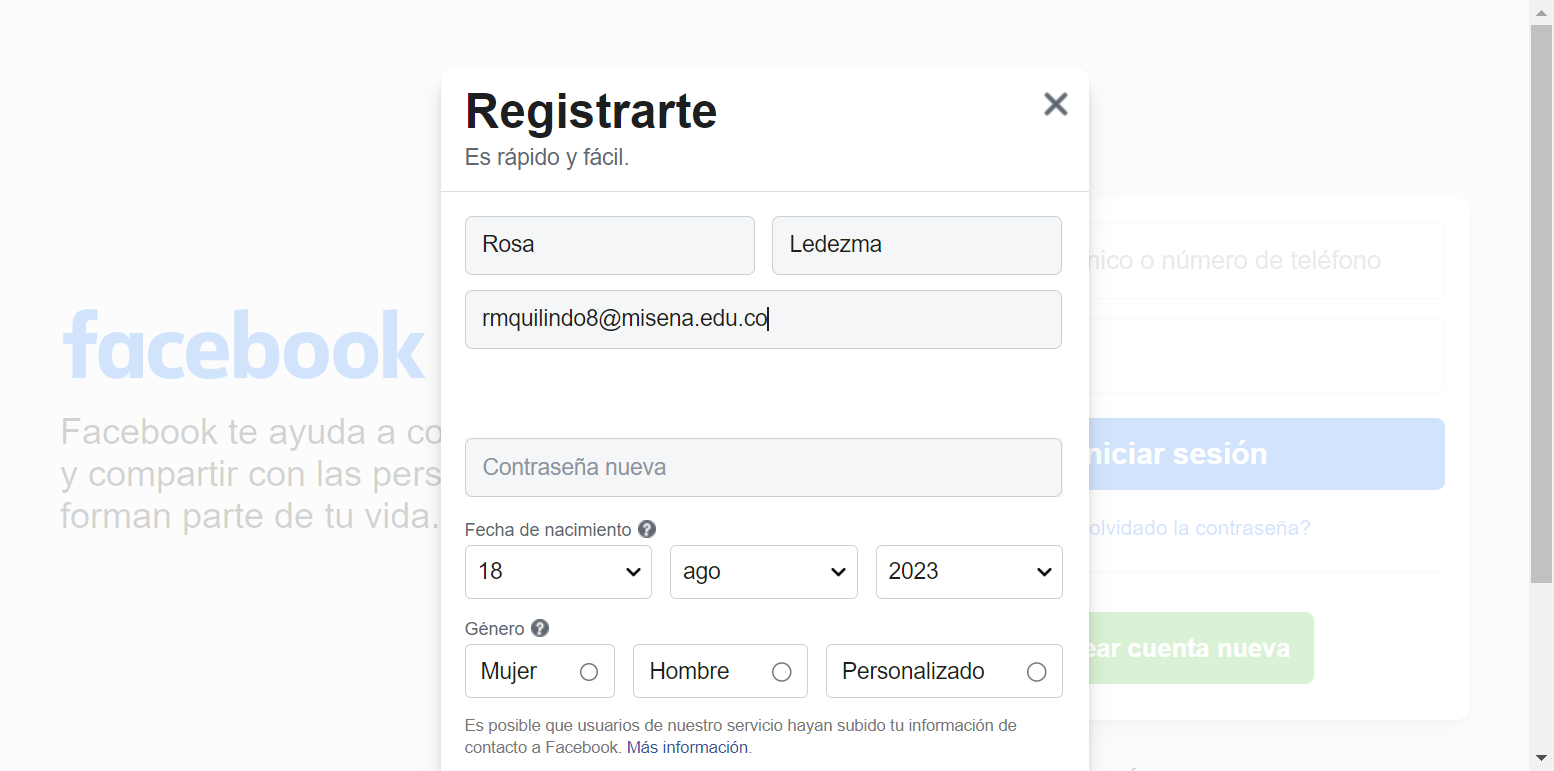 Registrarte
Es rápido y fácil.
Rosa Ledezma
rmquilindo8@misena.edu.co
Contraseña nueva
Fecha de nacimiento
18 ago 2023
Género
Mujer Hombre Personalizado
Es posible que usuarios de nuestro servicio hayan subido tu información de
contacto a Facebook. Más información.
facebook
Facebook te ayuda a co
y compartir con las pers
forman parte de tu vida.
nico o número de teléfono
niciar sesión
olvidado la contraseña?
ear cuenta nueva